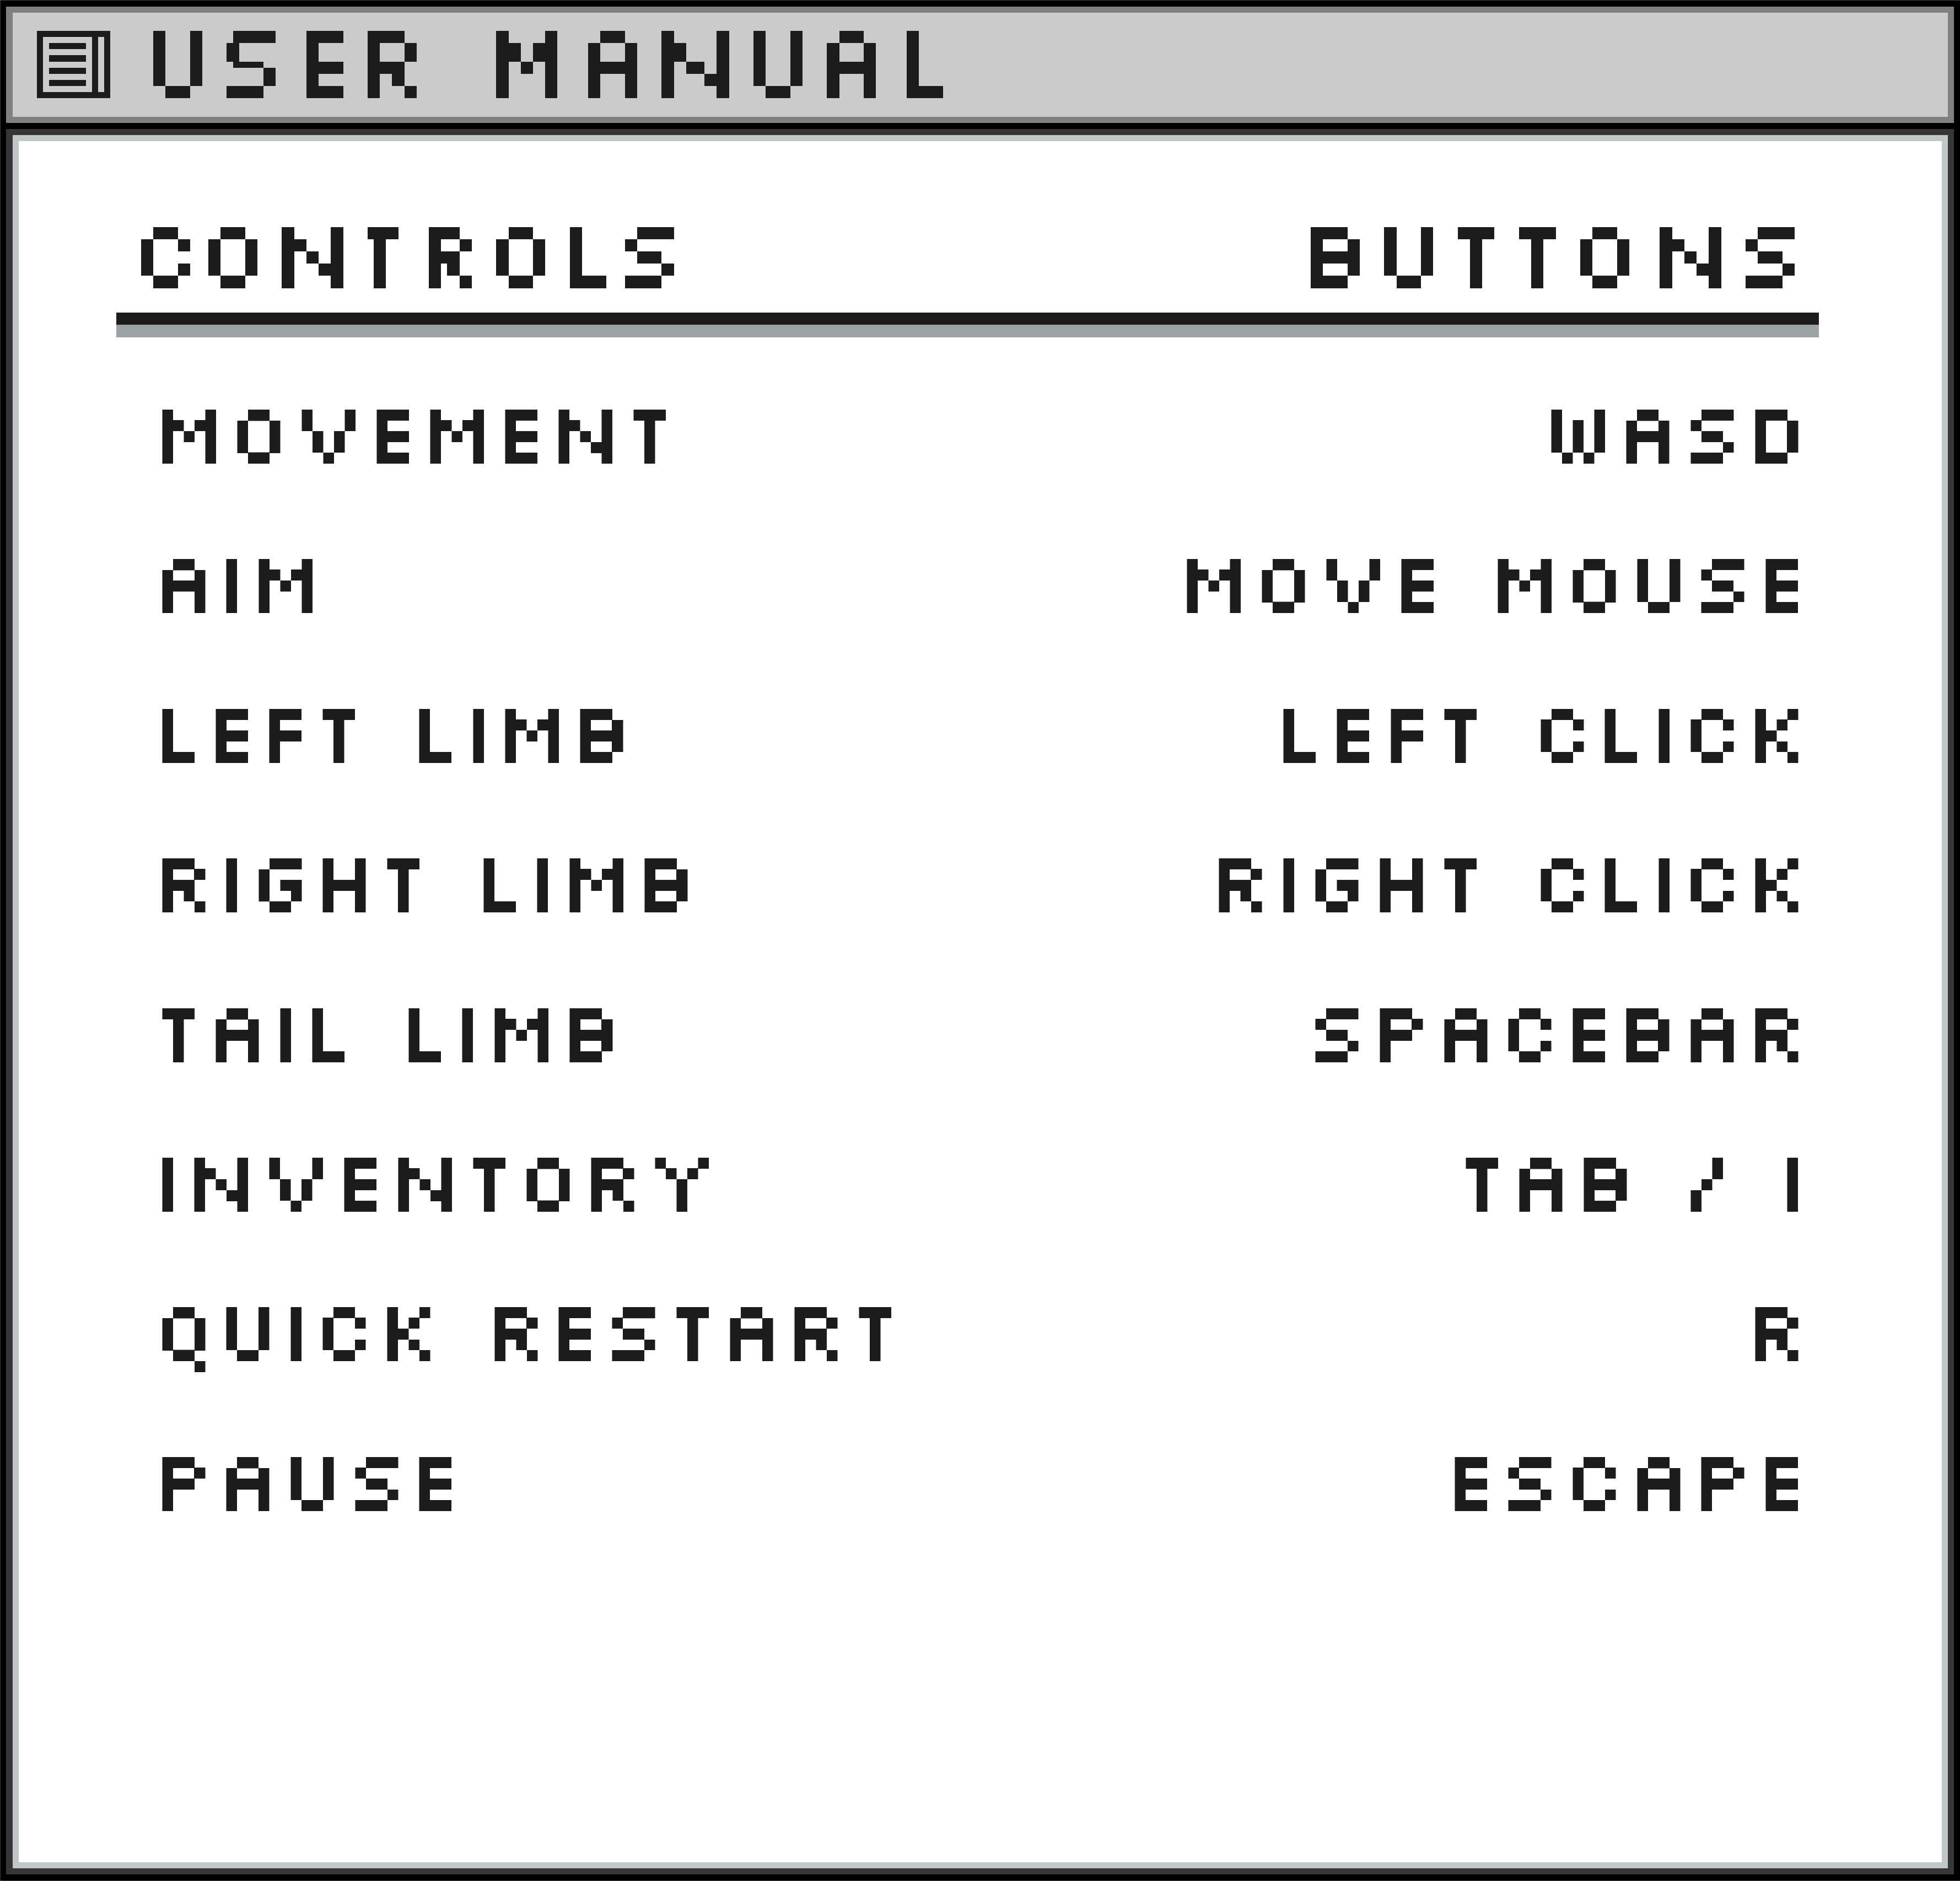 USER MANUAL
CONTROLS BUTTONS
MOVEMENT WASD
AIM MOVE MOUSE
LEFT LIMB LEFT CLICK
RIGHT LIMB RIGHT CLICK
TAIL LIMB SPACEBAR
INVENTORY TAB / I
QUICK RESTART R
PAUSE ESCAPE